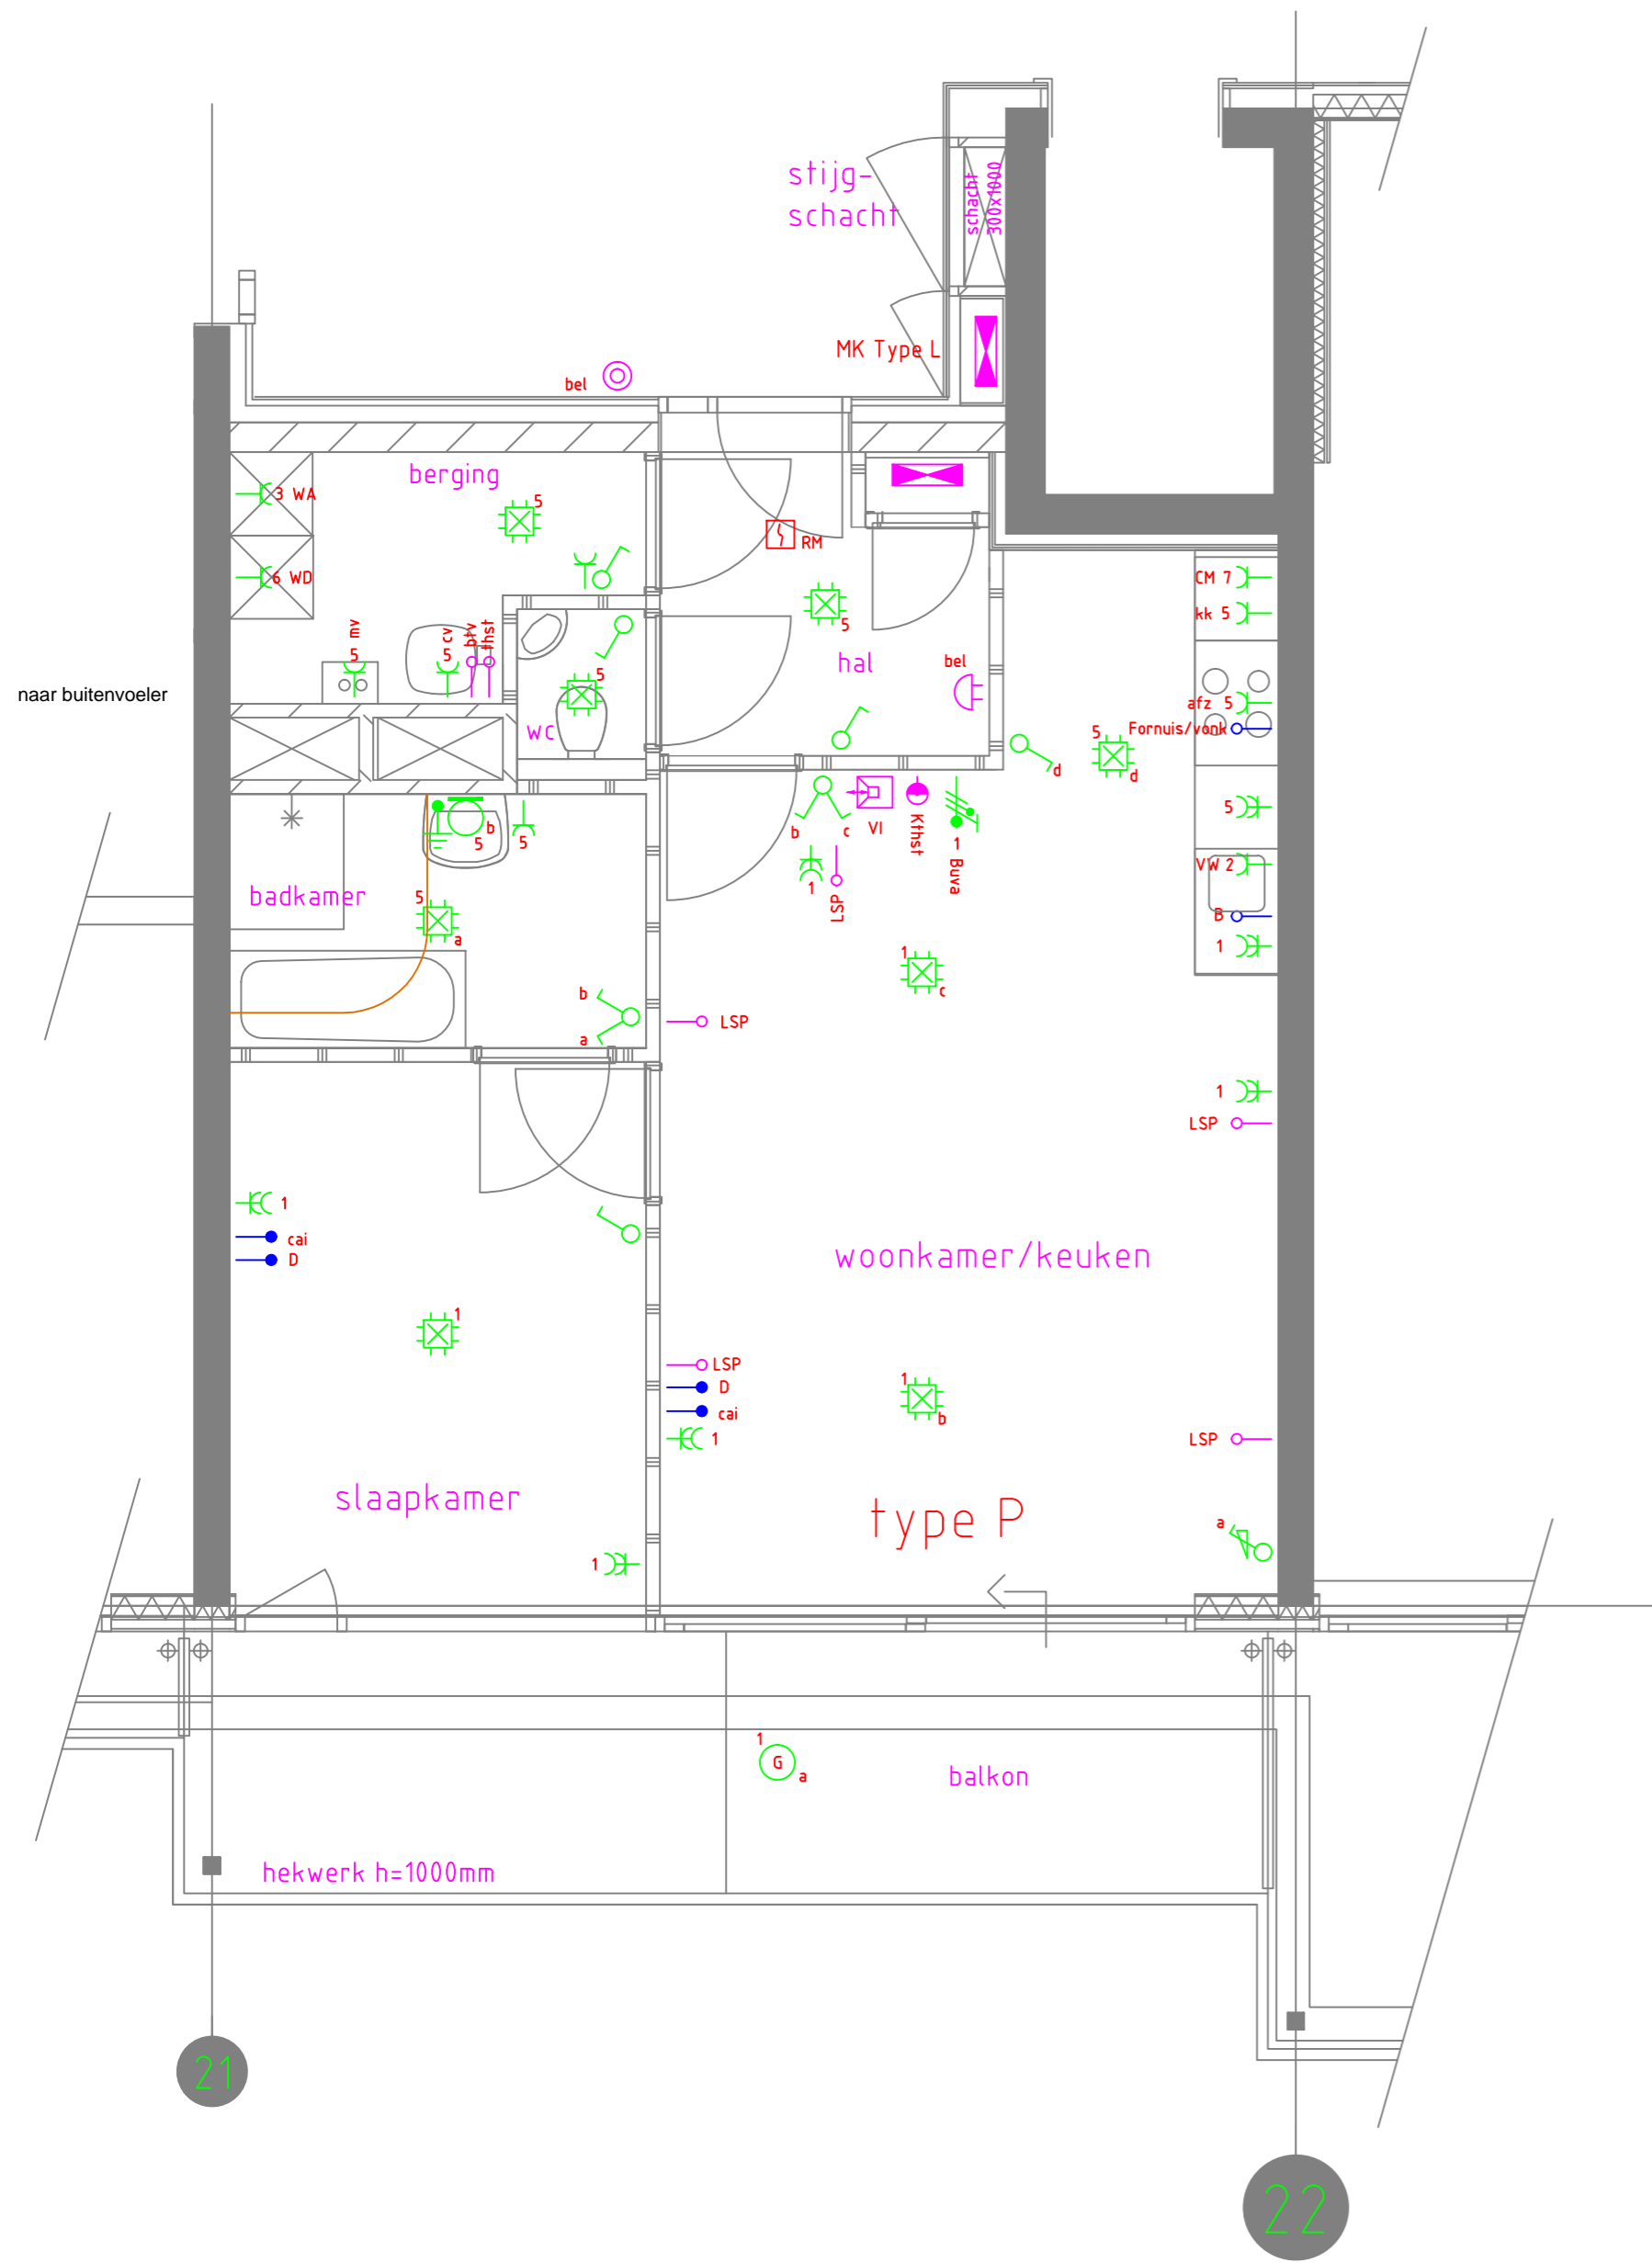 stijg-
schacht
schacht
300x1000
MK Type L
bel
berging
3 WA
5
RM
6 WD
CM 7
kk 5
5
mv
5
cv
5
btv
thst
hal
bel
5
naar buitenvoeler
wc
afz 5
Fornuis/vonk
5
d
d
b
c
VI
Kthst
1 Buva
5
b
5
5
1
LSP
VW 2
badkamer
5
a
B
1
1
c
b
a
LSP
1
LSP
1
cai
D
woonkamer/keuken
1
LSP
D
cai
1
1
b
LSP
slaapkamer
type P
a
1
1
G
a
balkon
hekwerk h=1000mm
21
22